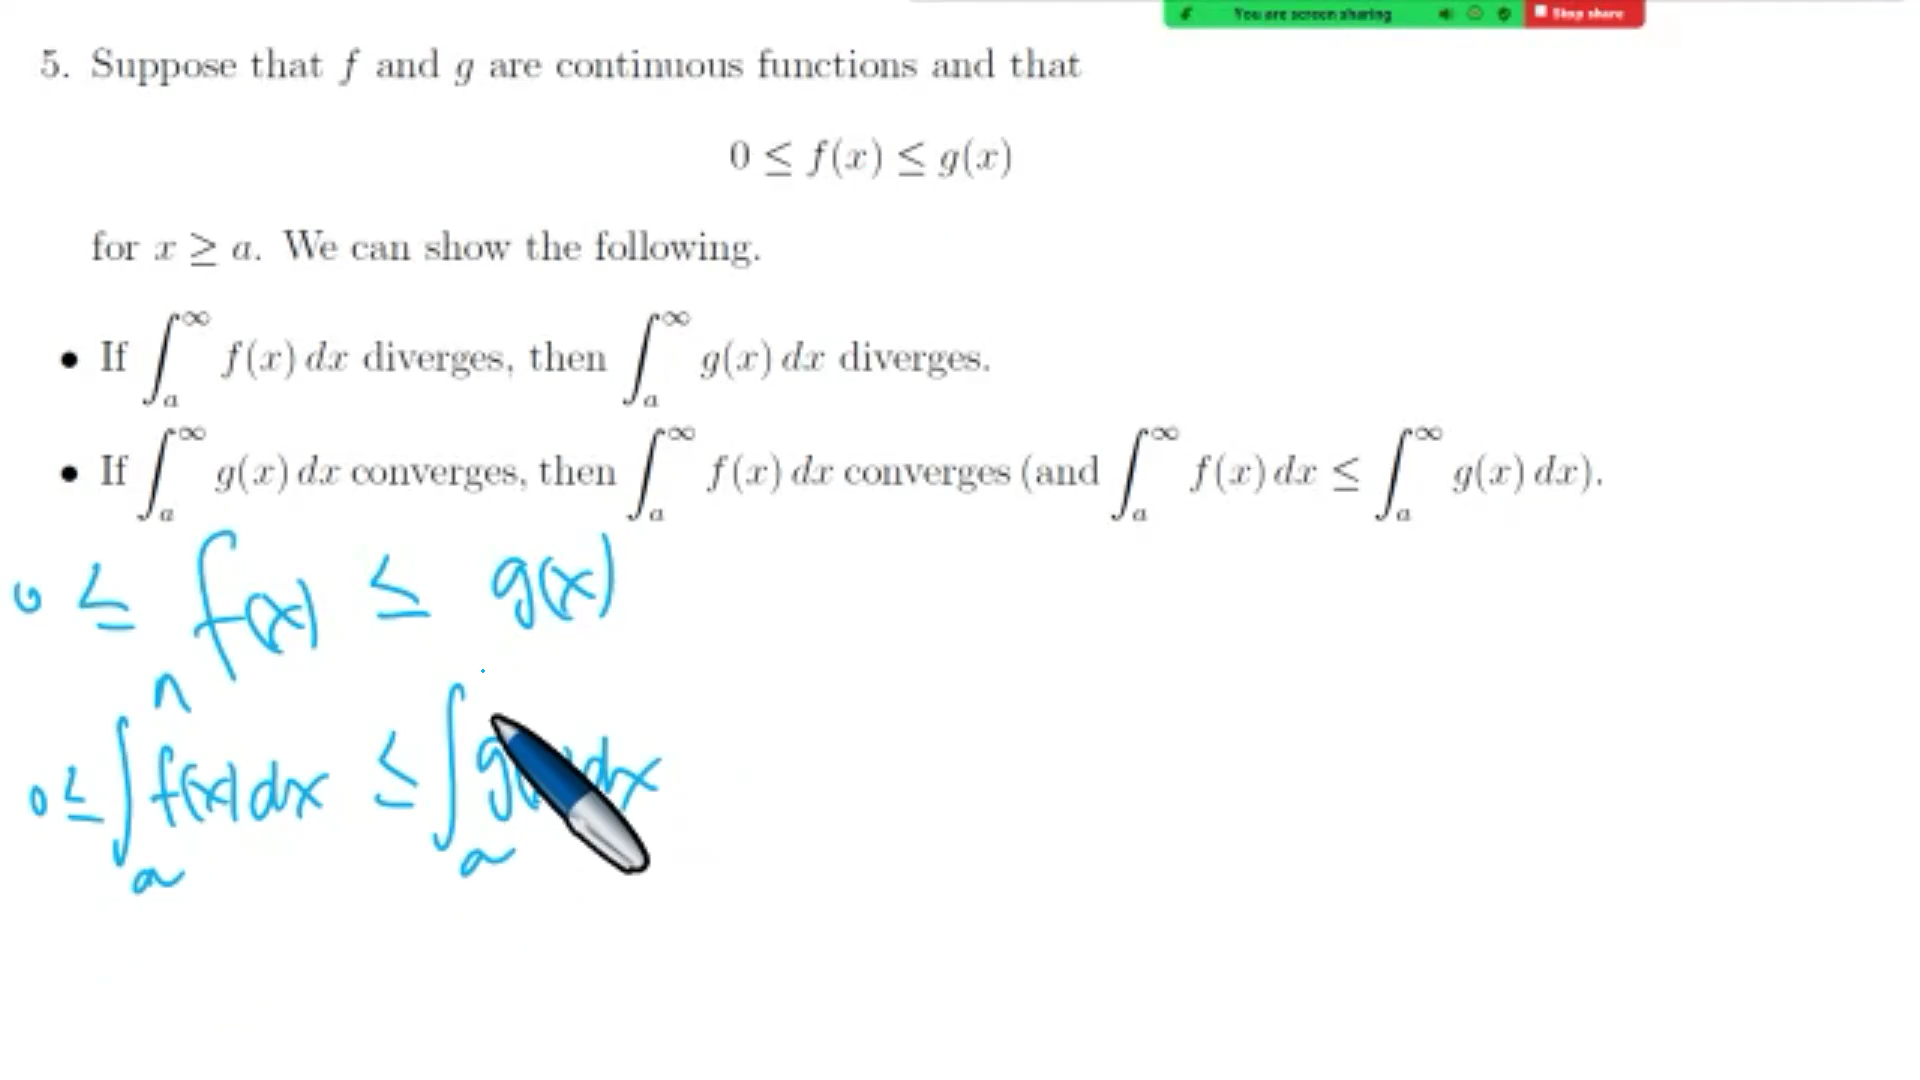 You are screen sharing Stop share
5. Suppose that f and g are continuous functions and that
0 ≤ f(x) ≤ g(x)
for x ≥ a. We can show the following.
• If ∫_a^∞ f(x) dx diverges, then ∫_a^∞ g(x) dx diverges.
• If ∫_a^∞ g(x) dx converges, then ∫_a^∞ f(x) dx converges (and ∫_a^∞ f(x) dx ≤ ∫_a^∞ g(x) dx).
0 ≤ f(x) ≤ g(x)
0 ≤ ∫_a^n f(x) dx ≤ ∫_a g dx